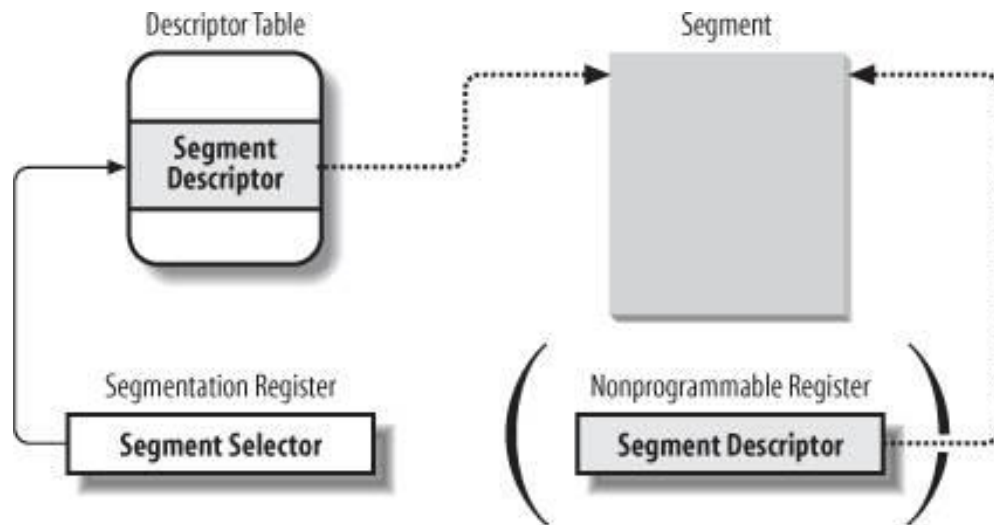 Descriptor Table
Segment
Segment
Descriptor
Segmentation Register
Segment Selector
Nonprogrammable Register
Segment Descriptor